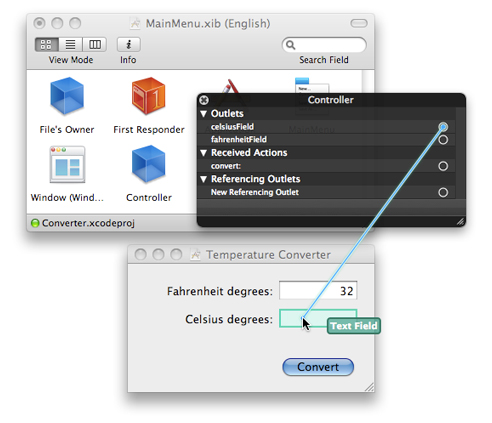 MainMenu.xib (English)
View Mode
Info
Search Field
File's Owner
First Responder
New...
Window (Wind...
Controller
Converter.xcodeproj
Controller
▼ Outlets
celsiusField
fahrenheitField
▼ Received Actions
convert:
▼ Referencing Outlets
New Referencing Outlet
Temperature Converter
Fahrenheit degrees: 32
Celsius degrees:
Text Field
Convert